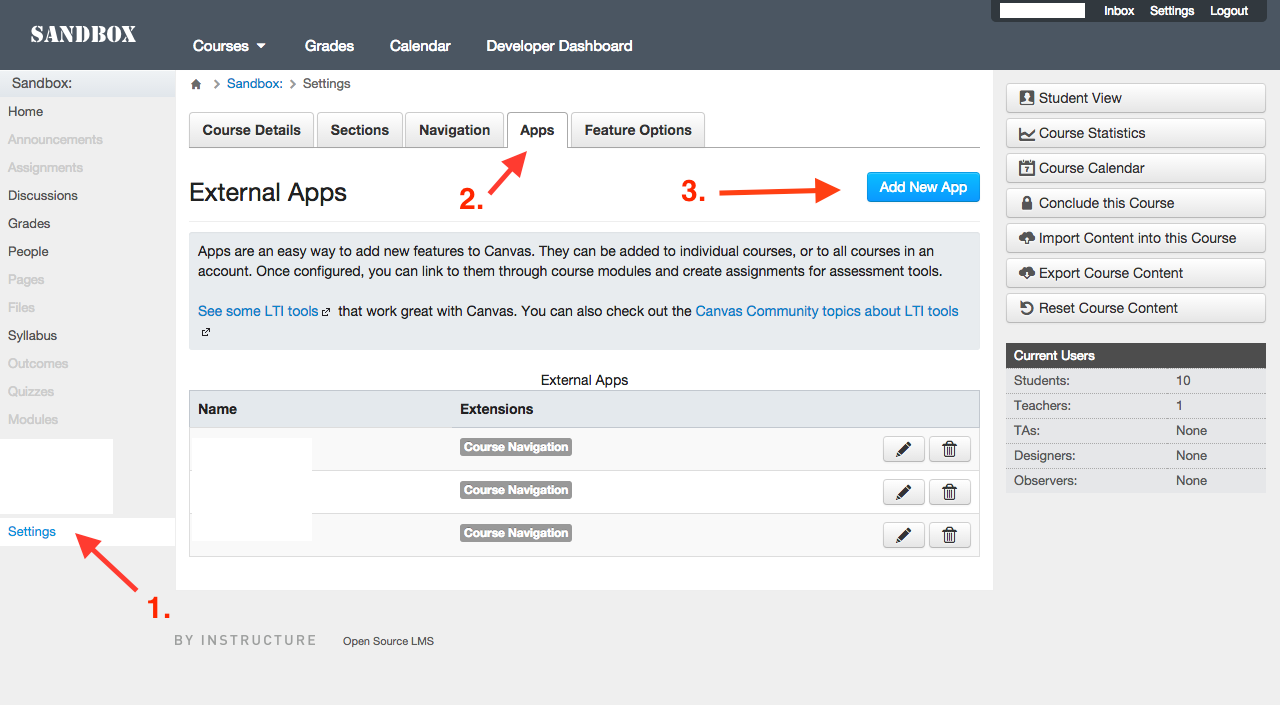 Inbox Settings Logout
SANDBOX
Courses Grades Calendar Developer Dashboard
Sandbox:
Home
Announcements
Assignments
Discussions
Grades
People
Pages
Files
Syllabus
Outcomes
Quizzes
Modules
Settings
1.
Sandbox: Settings
Course Details Sections Navigation Apps Feature Options
2.
External Apps
3.
Add New App
Apps are an easy way to add new features to Canvas. They can be added to individual courses, or to all courses in an
account. Once configured, you can link to them through course modules and create assignments for assessment tools.
See some LTI tools that work great with Canvas. You can also check out the Canvas Community topics about LTI tools
External Apps
Name Extensions
Course Navigation
Course Navigation
Course Navigation
Student View
Course Statistics
7 Course Calendar
Conclude this Course
Import Content into this Course
Export Course Content
Reset Course Content
Current Users
Students: 10
Teachers: 1
TAs: None
Designers: None
Observers: None
BY INSTRUCTURE Open Source LMS